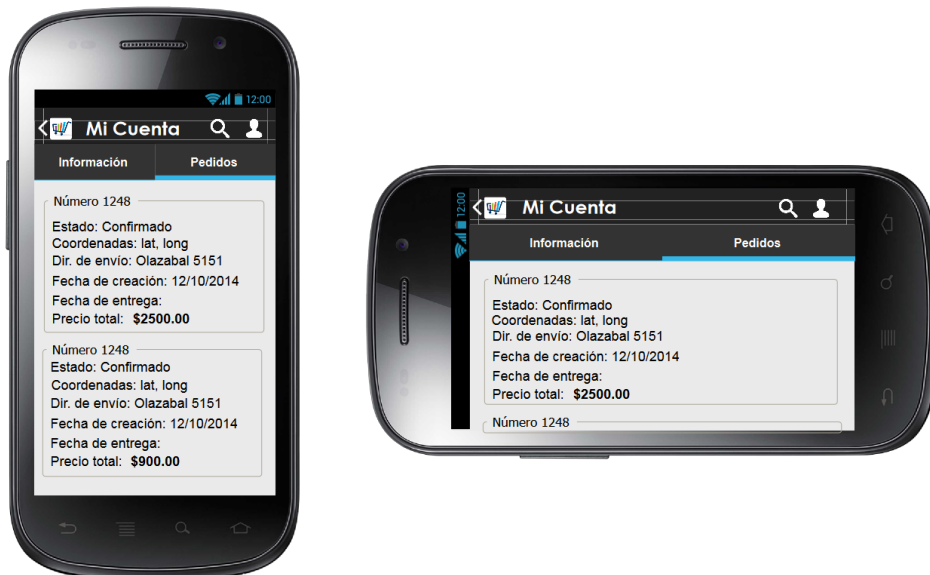 12:00
Mi Cuenta
Información Pedidos
Número 1248
Estado: Confirmado
Coordenadas: lat, long
Dir. de envío: Olazabal 5151
Fecha de creación: 12/10/2014
Fecha de entrega:
Precio total: $2500.00
Número 1248
Estado: Confirmado
Coordenadas: lat, long
Dir. de envío: Olazabal 5151
Fecha de creación: 12/10/2014
Fecha de entrega:
Precio total: $900.00
12:00
Mi Cuenta
Información Pedidos
Número 1248
Estado: Confirmado
Coordenadas: lat, long
Dir. de envío: Olazabal 5151
Fecha de creación: 12/10/2014
Fecha de entrega:
Precio total: $2500.00
Número 1248